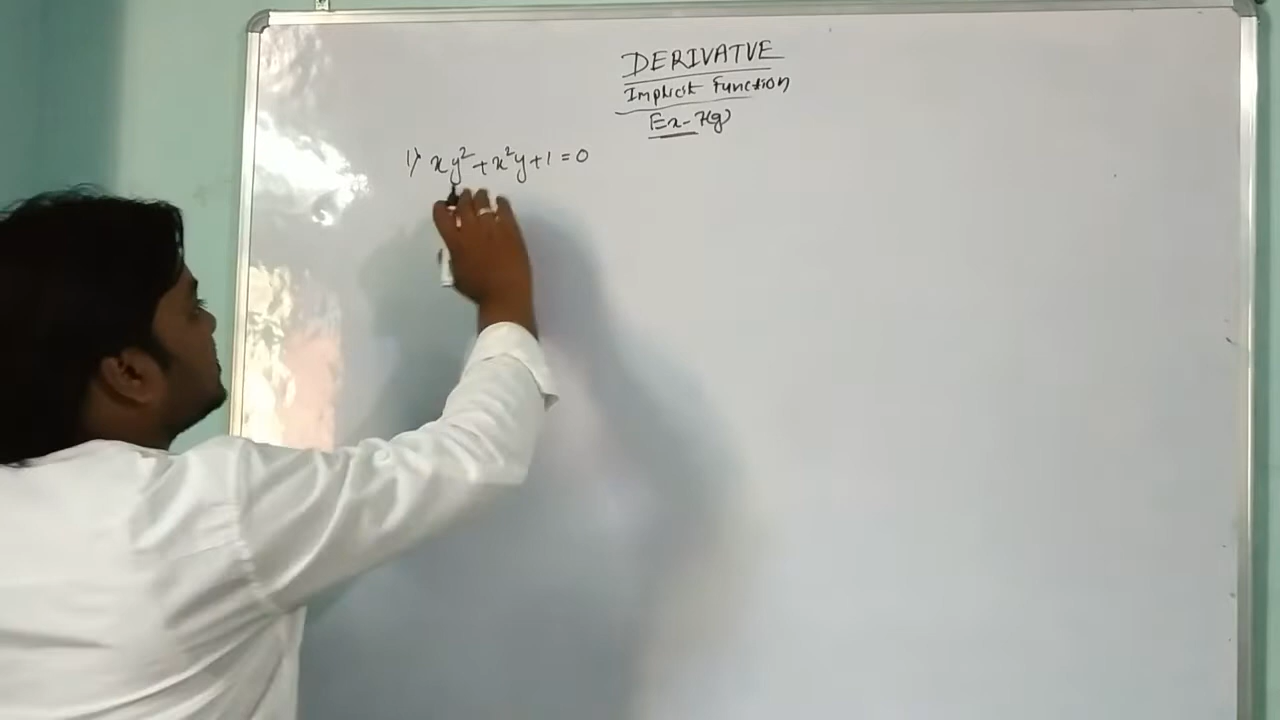 DERIVATVE
Implicit Function
Ex-7(g)
1) xy²+x²y+1=0